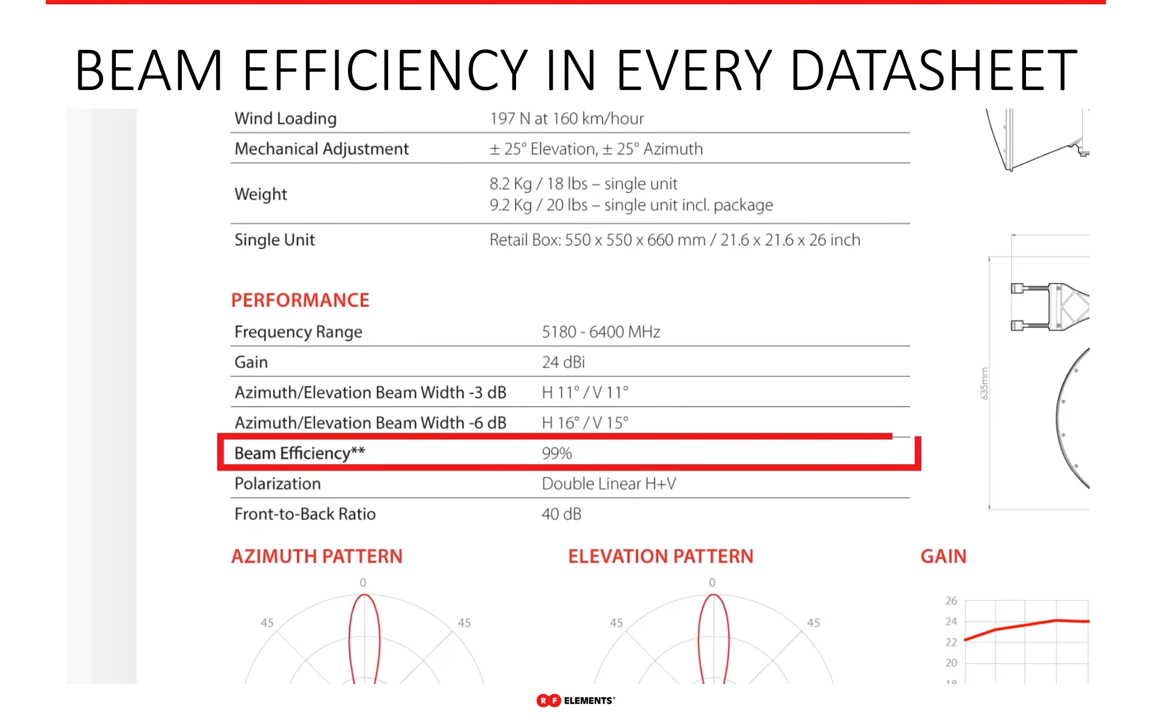 BEAM EFFICIENCY IN EVERY DATASHEET
Wind Loading 197 N at 160 km/hour
Mechanical Adjustment ± 25° Elevation, ± 25° Azimuth
Weight 8.2 Kg / 18 lbs – single unit
9.2 Kg / 20 lbs – single unit incl. package
Single Unit Retail Box: 550 x 550 x 660 mm / 21.6 x 21.6 x 26 inch
PERFORMANCE
Frequency Range 5180 - 6400 MHz
Gain 24 dBi
Azimuth/Elevation Beam Width -3 dB H 11° / V 11°
Azimuth/Elevation Beam Width -6 dB H 16° / V 15°
Beam Efficiency** 99%
Polarization Double Linear H+V
Front-to-Back Ratio 40 dB
635mm
AZIMUTH PATTERN
0
45 45
ELEVATION PATTERN
0
45 45
GAIN
26
24
22
20
18
RF ELEMENTS®